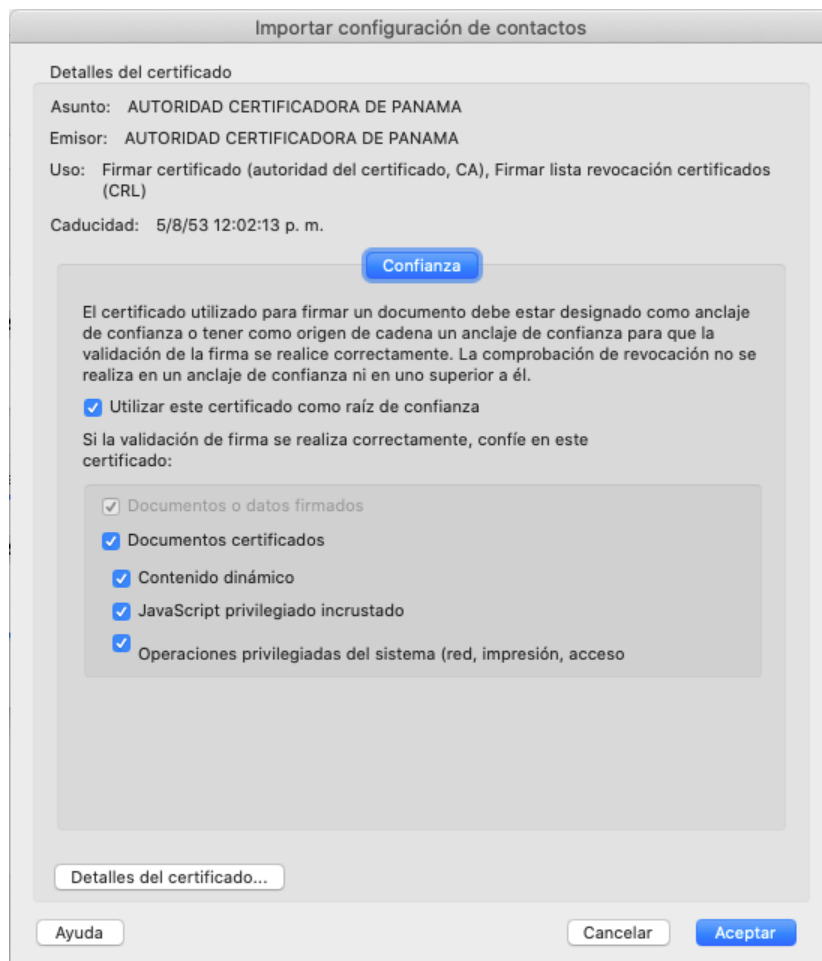 Importar configuración de contactos
Detalles del certificado
Asunto: AUTORIDAD CERTIFICADORA DE PANAMA
Emisor: AUTORIDAD CERTIFICADORA DE PANAMA
Uso: Firmar certificado (autoridad del certificado, CA), Firmar lista revocación certificados
(CRL)
Caducidad: 5/8/53 12:02:13 p. m.
Confianza
El certificado utilizado para firmar un documento debe estar designado como anclaje
de confianza o tener como origen de cadena un anclaje de confianza para que la
validación de la firma se realice correctamente. La comprobación de revocación no se
realiza en un anclaje de confianza ni en uno superior a él.
Utilizar este certificado como raíz de confianza
Si la validación de firma se realiza correctamente, confíe en este
certificado:
Documentos o datos firmados
Documentos certificados
Contenido dinámico
JavaScript privilegiado incrustado
Operaciones privilegiadas del sistema (red, impresión, acceso
Detalles del certificado...
Ayuda
Cancelar
Aceptar